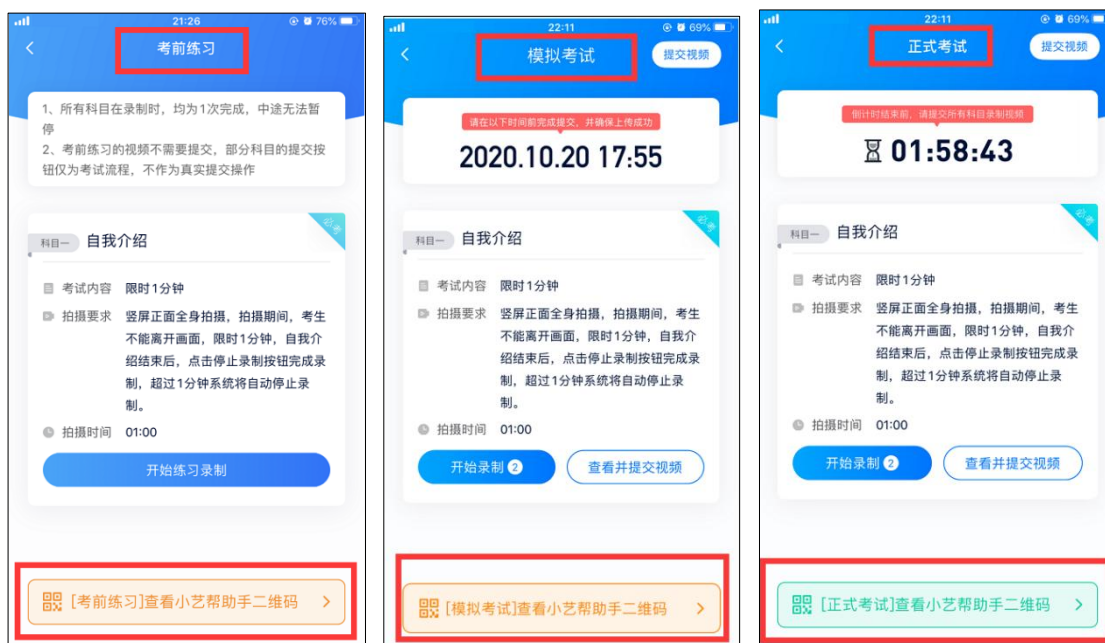 21:26
76%
考前练习
1、所有科目在录制时，均为1次完成，中途无法暂
停
2、考前练习的视频不需要提交，部分科目的提交按
钮仅为考试流程，不作为真实提交操作
必考
科目一 自我介绍
考试内容 限时1分钟
拍摄要求 竖屏正面全身拍摄，拍摄期间，考生
不能离开画面，限时1分钟，自我介
绍结束后，点击停止录制按钮完成录
制，超过1分钟系统将自动停止录
制。
拍摄时间 01:00
开始练习录制
[考前练习]查看小艺帮助手二维码
22:11
69%
模拟考试
提交视频
请在以下时间前完成提交，并确保上传成功
2020.10.20 17:55
必考
科目一 自我介绍
考试内容 限时1分钟
拍摄要求 竖屏正面全身拍摄，拍摄期间，考生
不能离开画面，限时1分钟，自我介
绍结束后，点击停止录制按钮完成录
制，超过1分钟系统将自动停止录
制。
拍摄时间 01:00
开始录制 2 查看并提交视频
[模拟考试]查看小艺帮助手二维码
22:11
69%
正式考试
提交视频
倒计时结束前，请提交所有科目录制视频
01:58:43
必考
科目一 自我介绍
考试内容 限时1分钟
拍摄要求 竖屏正面全身拍摄，拍摄期间，考生
不能离开画面，限时1分钟，自我介
绍结束后，点击停止录制按钮完成录
制，超过1分钟系统将自动停止录
制。
拍摄时间 01:00
开始录制 2 查看并提交视频
[正式考试]查看小艺帮助手二维码